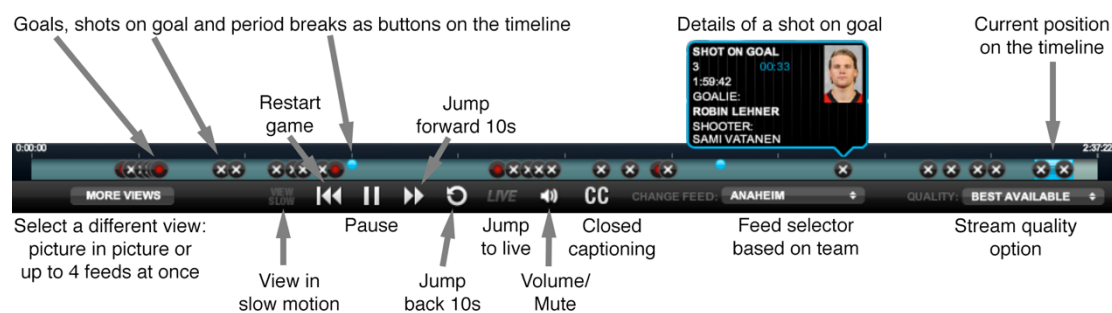 Goals, shots on goal and period breaks as buttons on the timeline
Details of a shot on goal
Current position
on the timeline
SHOT ON GOAL
3 00:33
1:59:42
GOALIE:
ROBIN LEHNER
SHOOTER:
SAMI VATANEN
Restart
game
Jump
forward 10s
0:00:00
2:37:22
MORE VIEWS
VIEW
SLOW
LIVE
CC
CHANGE FEED:
ANAHEIM
QUALITY:
BEST AVAILABLE
Select a different view:
picture in picture or
up to 4 feeds at once
Pause
Jump
to live
Closed
captioning
Feed selector
based on team
Stream quality
option
View in
slow motion
Jump
back 10s
Volume/
Mute